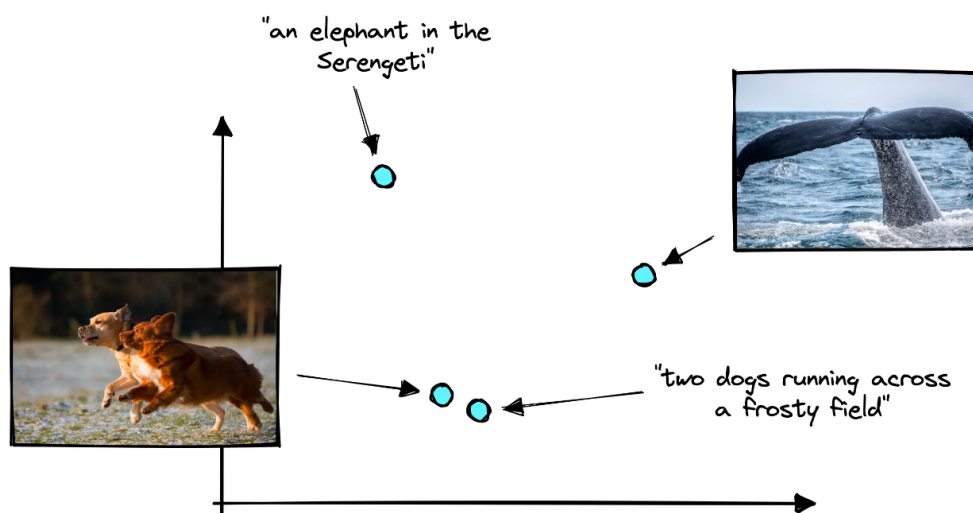 "an elephant in the
Serengeti"
"two dogs running across
a frosty field"